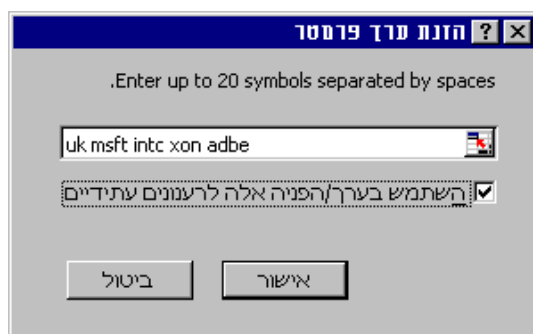 הזנת ערך פרמטר
Enter up to 20 symbols separated by spaces.
uk msft intc xon adbe
השתמש בערך/הפניה אלה לרענונים עתידיים
אישור
ביטול